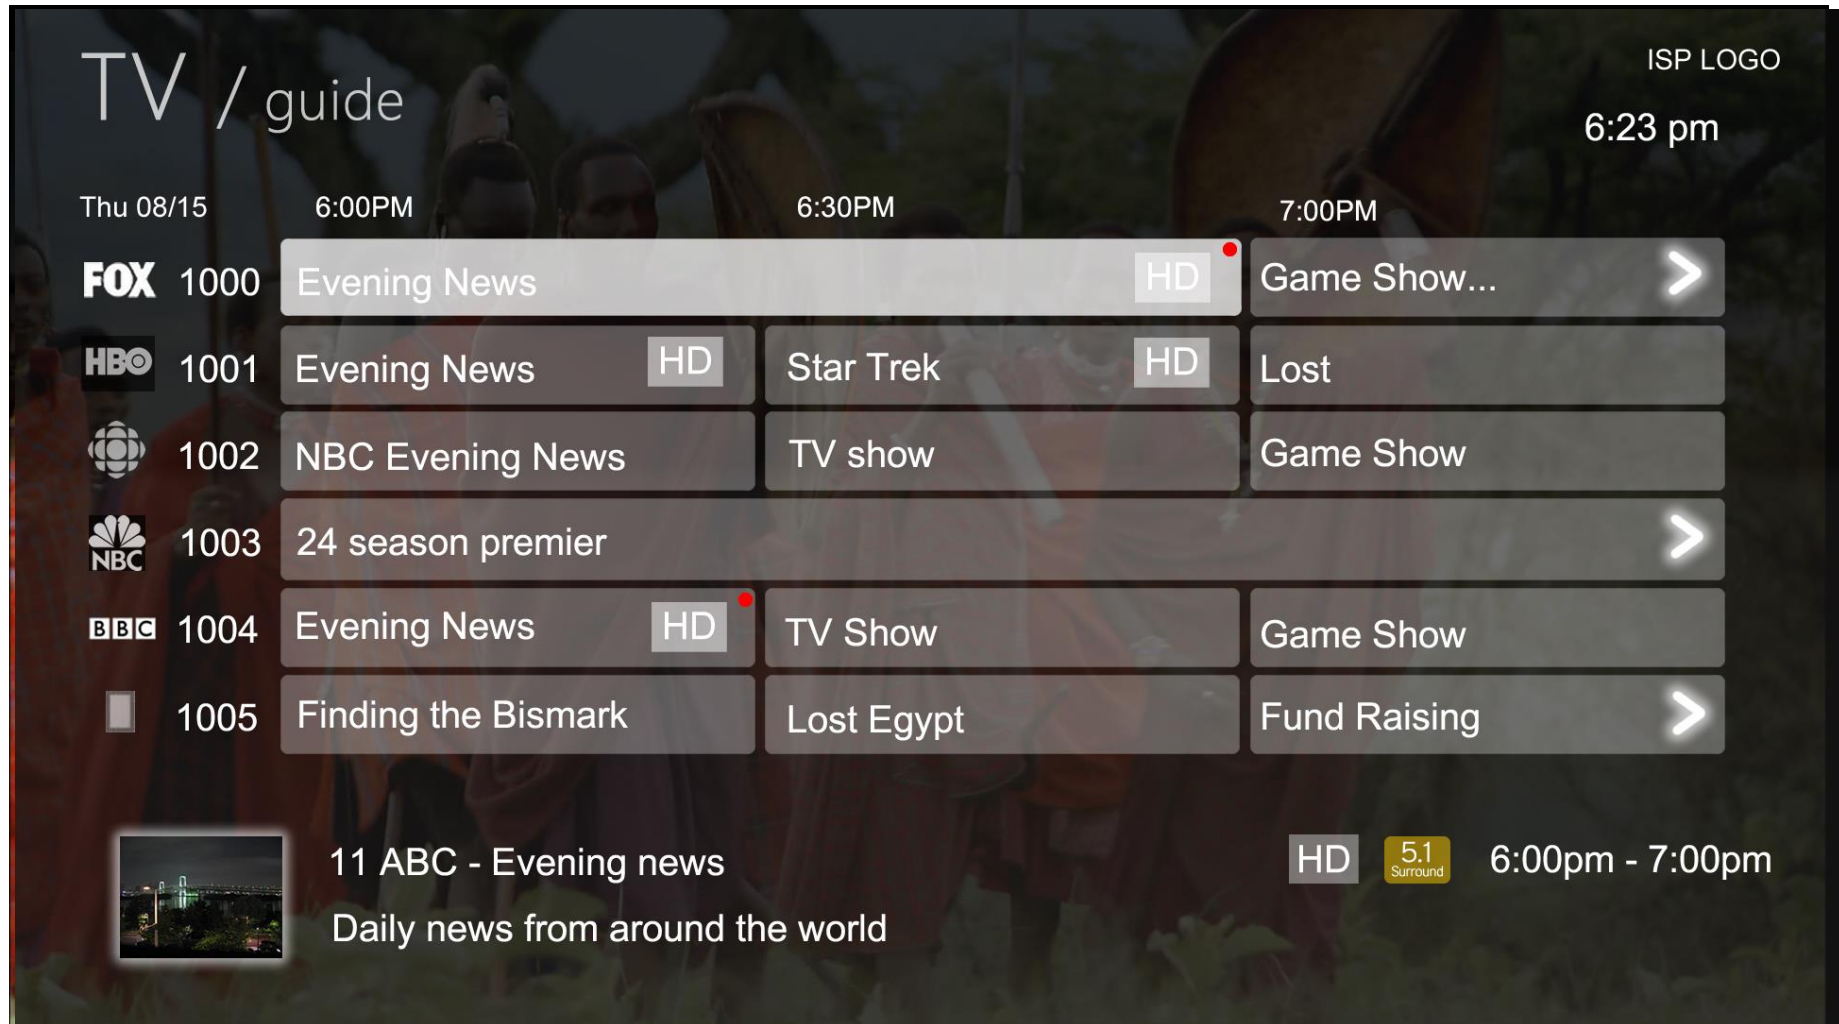 TV / guide
ISP LOGO
6:23 pm
Thu 08/15 6:00PM 6:30PM 7:00PM
FOX 1000 Evening News HD Game Show...
HBO 1001 Evening News HD Star Trek HD Lost
1002 NBC Evening News TV show Game Show
NBC 1003 24 season premier
BBC 1004 Evening News HD TV Show Game Show
1005 Finding the Bismark Lost Egypt Fund Raising
11 ABC - Evening news HD 5.1 Surround 6:00pm - 7:00pm
Daily news from around the world